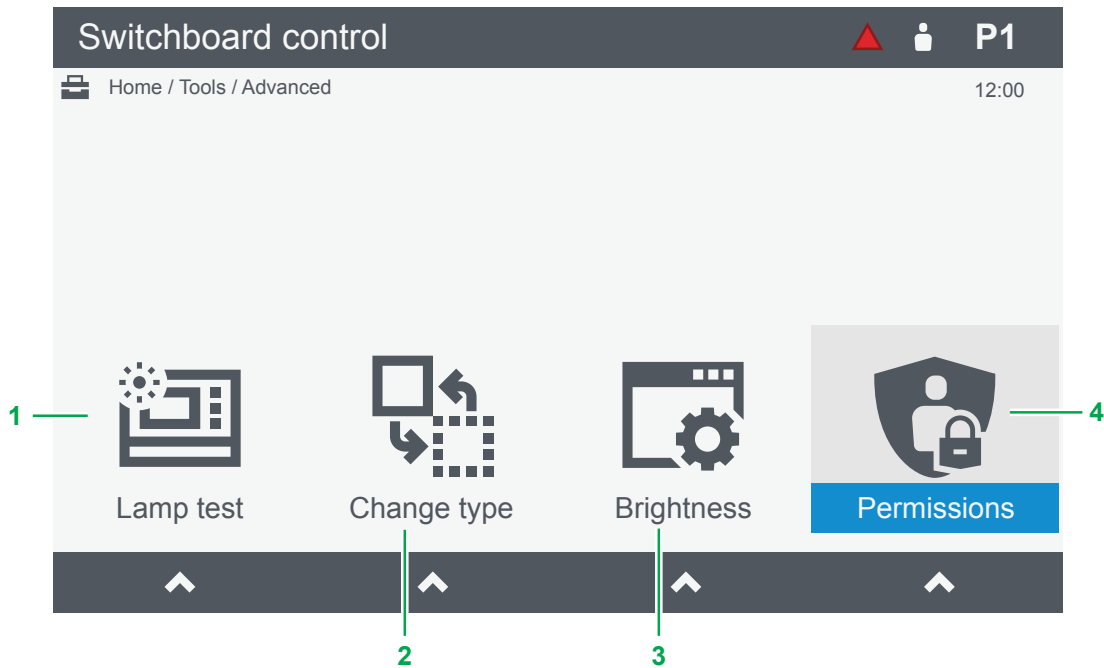 Switchboard control P1
Home / Tools / Advanced 12:00
1
4
Lamp test Change type Brightness Permissions
2 3